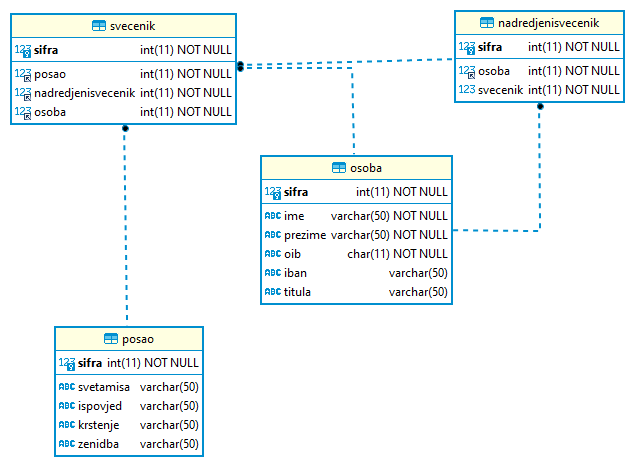 svecenik
123 sifra int(11) NOT NULL
123 posao int(11) NOT NULL
123 nadredjenisvecenik int(11) NOT NULL
123 osoba int(11) NOT NULL
nadredjenisvecenik
123 sifra int(11) NOT NULL
123 osoba int(11) NOT NULL
123 svecenik int(11) NOT NULL
osoba
123 sifra int(11) NOT NULL
ABC ime varchar(50) NOT NULL
ABC prezime varchar(50) NOT NULL
ABC oib char(11) NOT NULL
ABC iban varchar(50)
ABC titula varchar(50)
posao
123 sifra int(11) NOT NULL
ABC svetamisa varchar(50)
ABC ispovjed varchar(50)
ABC krstenje varchar(50)
ABC zenidba varchar(50)